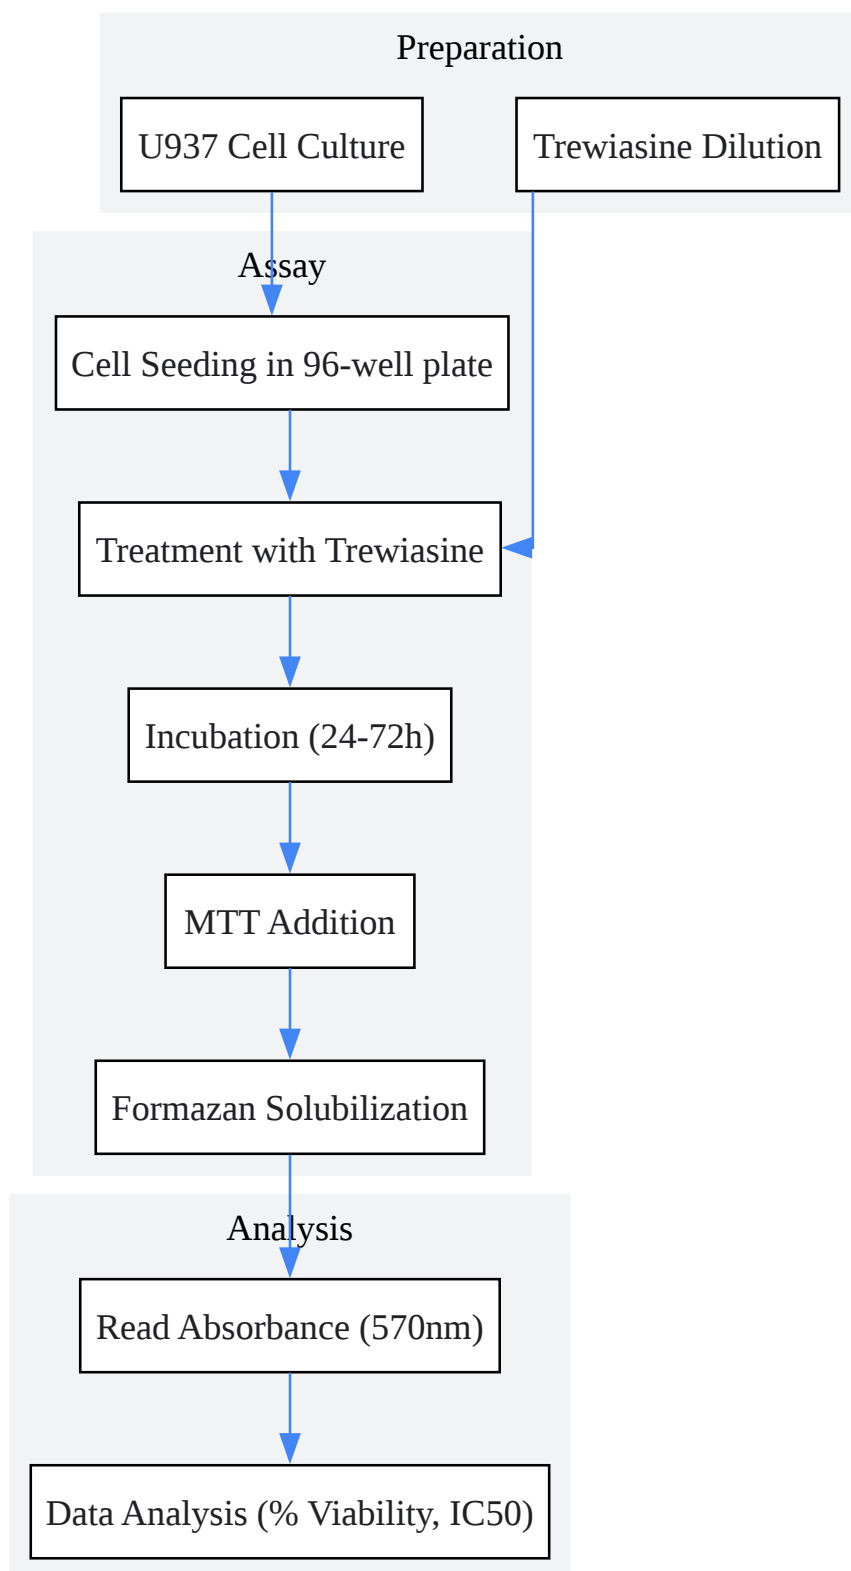 Preparation
U937 Cell Culture
Trewiasine Dilution
Assay
Cell Seeding in 96-well plate
Treatment with Trewiasine
Incubation (24-72h)
MTT Addition
Formazan Solubilization
Analysis
Read Absorbance (570nm)
Data Analysis (% Viability, IC50)